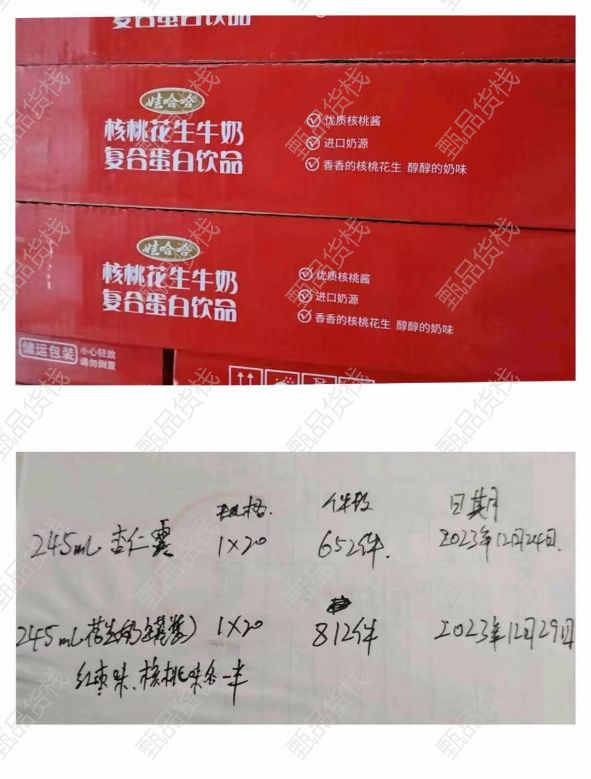 复合蛋白饮品
娃哈哈
核桃花生牛奶
复合蛋白饮品
优质核桃酱
进口奶源
香香的核桃花生 醇醇的奶味
娃哈哈
核桃花生牛奶
复合蛋白饮品
优质核桃酱
进口奶源
香香的核桃花生 醇醇的奶味
储运包装 小心轻放
请勿倒置
规格. 件数 日期
245mL 杏仁露 1×20 652件. 2023年12月24日.
245mL 花生奶(罐装) 1×20 812件 2023年12月29日
红枣味、核桃味各一半
甄品货栈